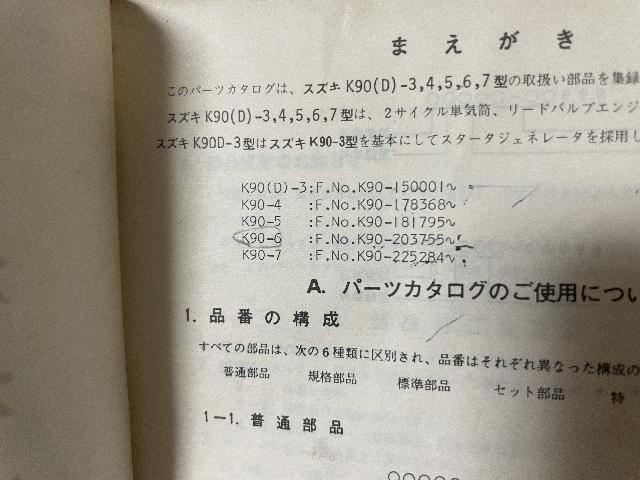 まえがき
このパーツカタログは、スズキ K90(D)-3,4,5,6,7型の取扱い部品を集録
スズキ K90(D)-3,4,5,6,7型は、2サイクル単気筒、リードバルブエンジ
スズキ K90D-3型はスズキ K90-3型を基本にしてスタータジェネレータを採用し
K90(D)-3:F.No.K90-150001~
K90-4 :F.No.K90-178368~
K90-5 :F.No.K90-181795~
K90-6 :F.No.K90-203755~
K90-7 :F.No.K90-225284~
A. パーツカタログのご使用につい
1. 品番の構成
すべての部品は、次の6種類に区別され、品番はそれぞれ異なった構成の
普通部品 規格部品 標準部品 セット部品 特
1-1. 普通部品
○○○○○